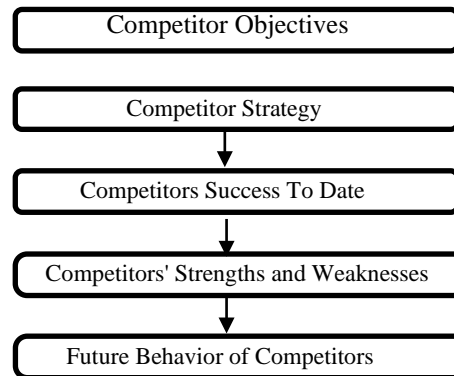 Competitor Objectives
Competitor Strategy
Competitors Success To Date
Competitors' Strengths and Weaknesses
Future Behavior of Competitors